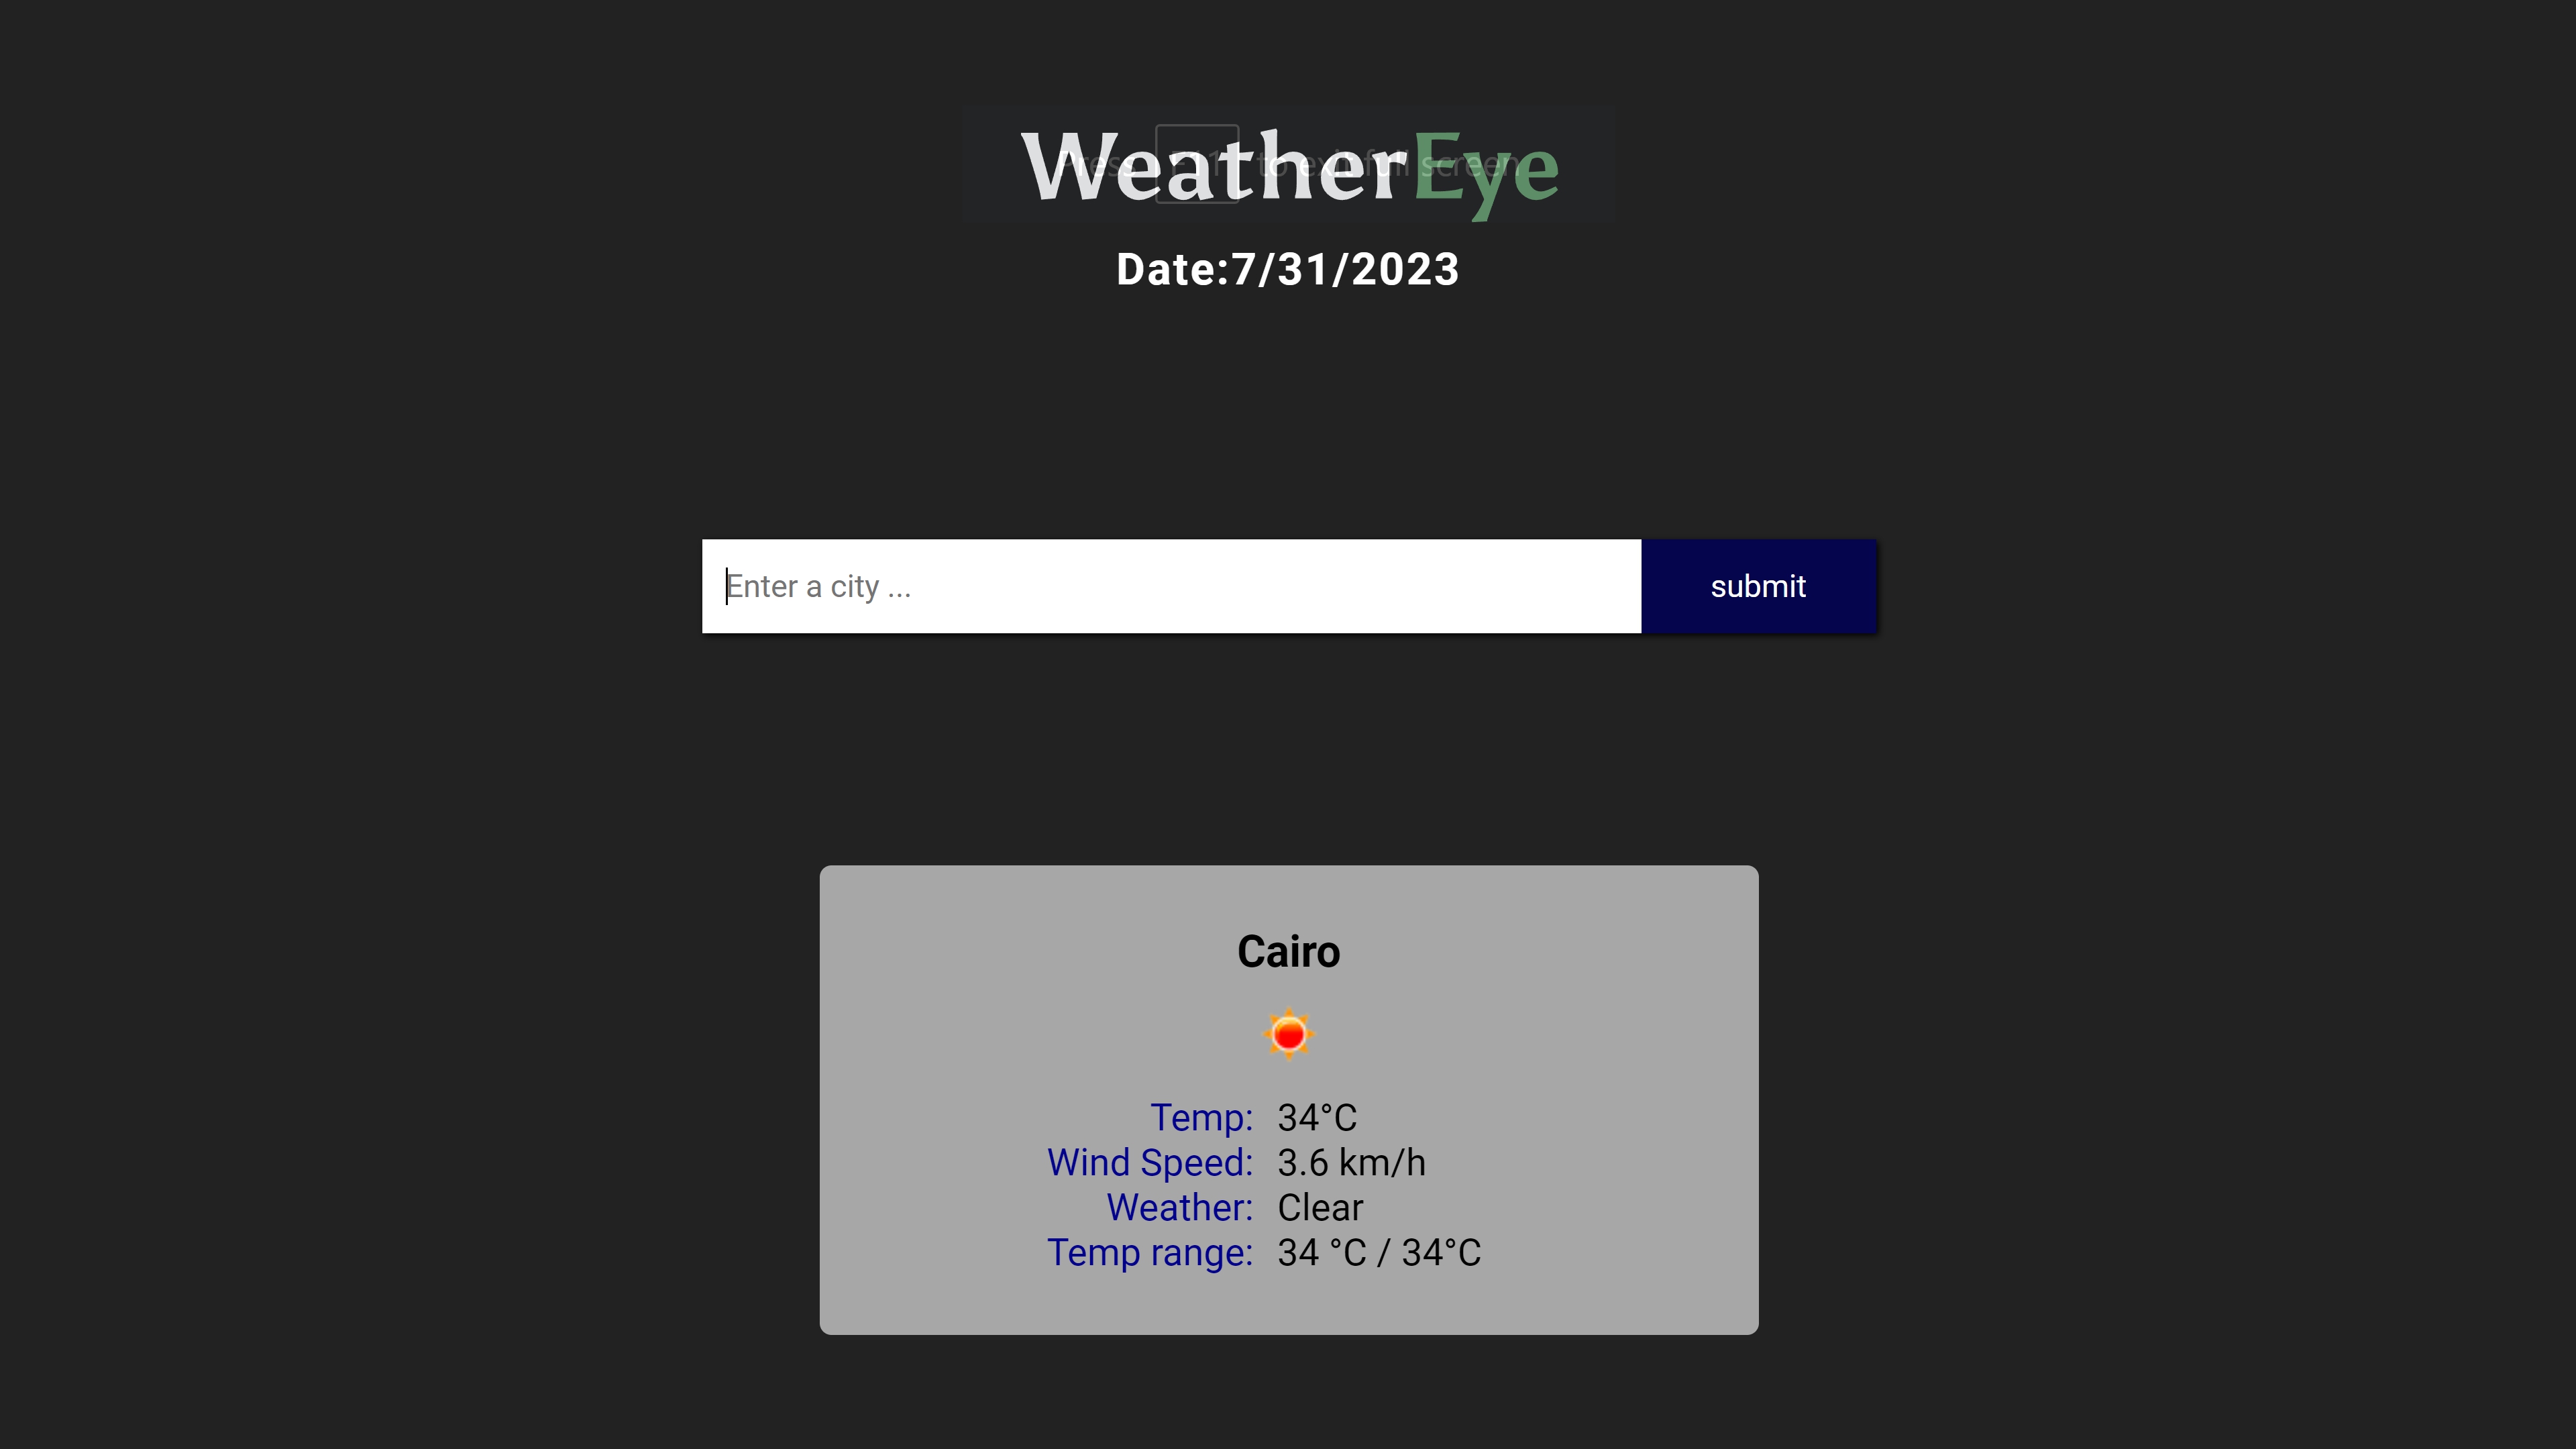 WeatherEye
Press F11 to exit full screen
Date:7/31/2023
Enter a city ...
submit
Cairo
Temp: 34°C
Wind Speed: 3.6 km/h
Weather: Clear
Temp range: 34 °C / 34°C